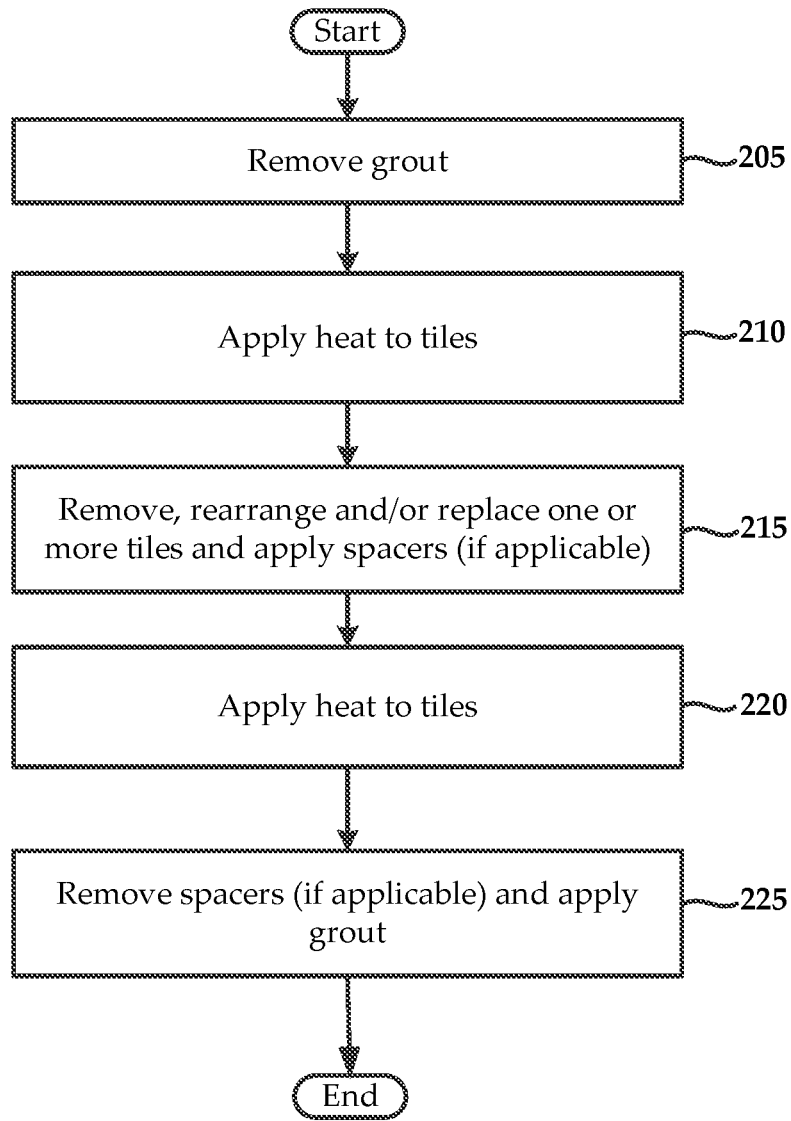 Start
Remove grout
205
Apply heat to tiles
210
Remove, rearrange and/or replace one or
more tiles and apply spacers (if applicable)
215
Apply heat to tiles
220
Remove spacers (if applicable) and apply
grout
225
End